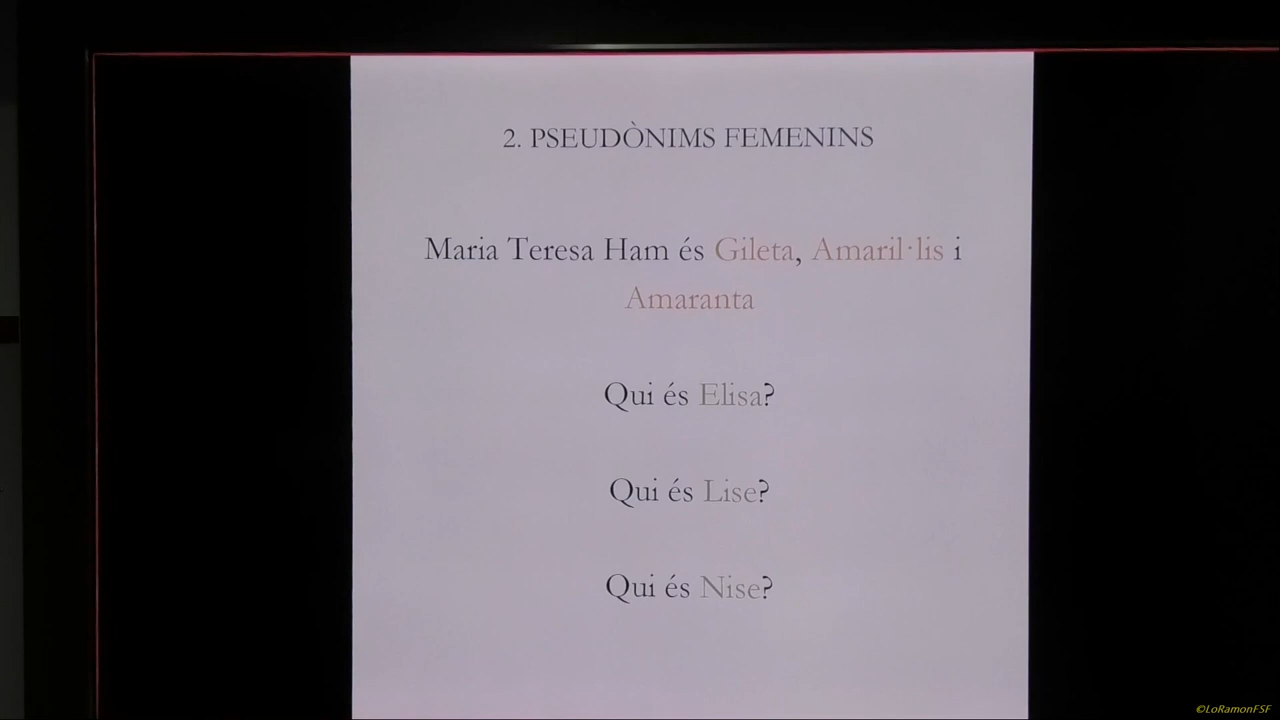 2. PSEUDÒNIMS FEMENINS
Maria Teresa Ham és Gileta, Amaril·lis i
Amaranta
Qui és Elisa?
Qui és Lise?
Qui és Nise?
©LoRamonFSF